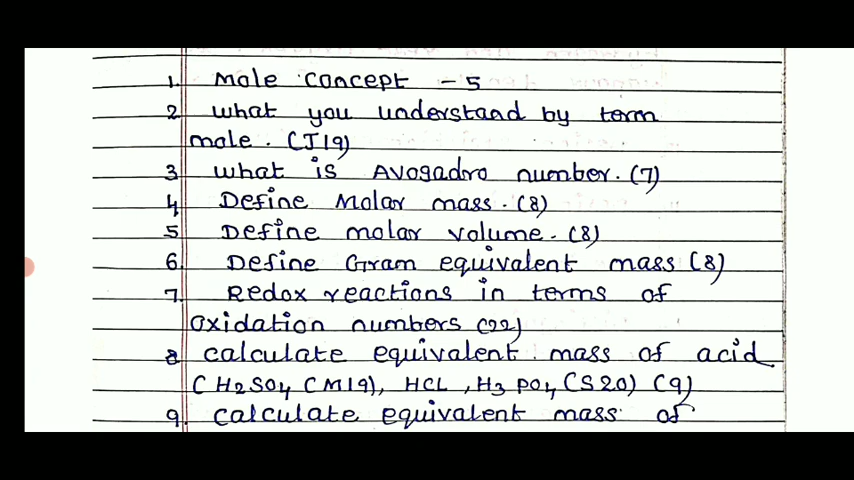 1. Mole concept - 5
2 what you understand by term
mole. (J19)
3 what is Avogadro number. (7)
4 Define Molar mass. (8)
5 Define molar volume. (8)
6. Define Gram equivalent mass (8)
7. Redox reactions in terms of
oxidation numbers (22)
8 calculate equivalent mass of acid
(H2SO4 (M19), HCL, H3PO4 (S20) (9)
9. calculate equivalent mass of